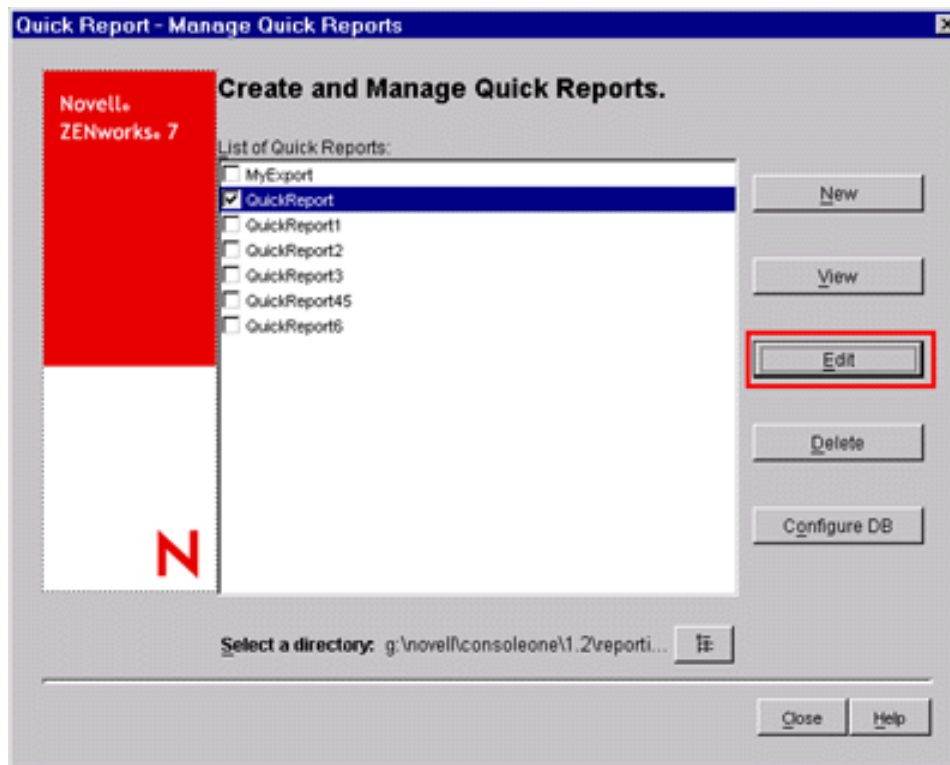 Quick Report - Manage Quick Reports
Novell®
ZENworks® 7
Create and Manage Quick Reports.
List of Quick Reports:
MyExport
QuickReport
QuickReport1
QuickReport2
QuickReport3
QuickReport45
QuickReport6
New
View
Edit
Delete
Configure DB
N
Select a directory: g:\novell\consoleone\1.2\reporti...
Close
Help